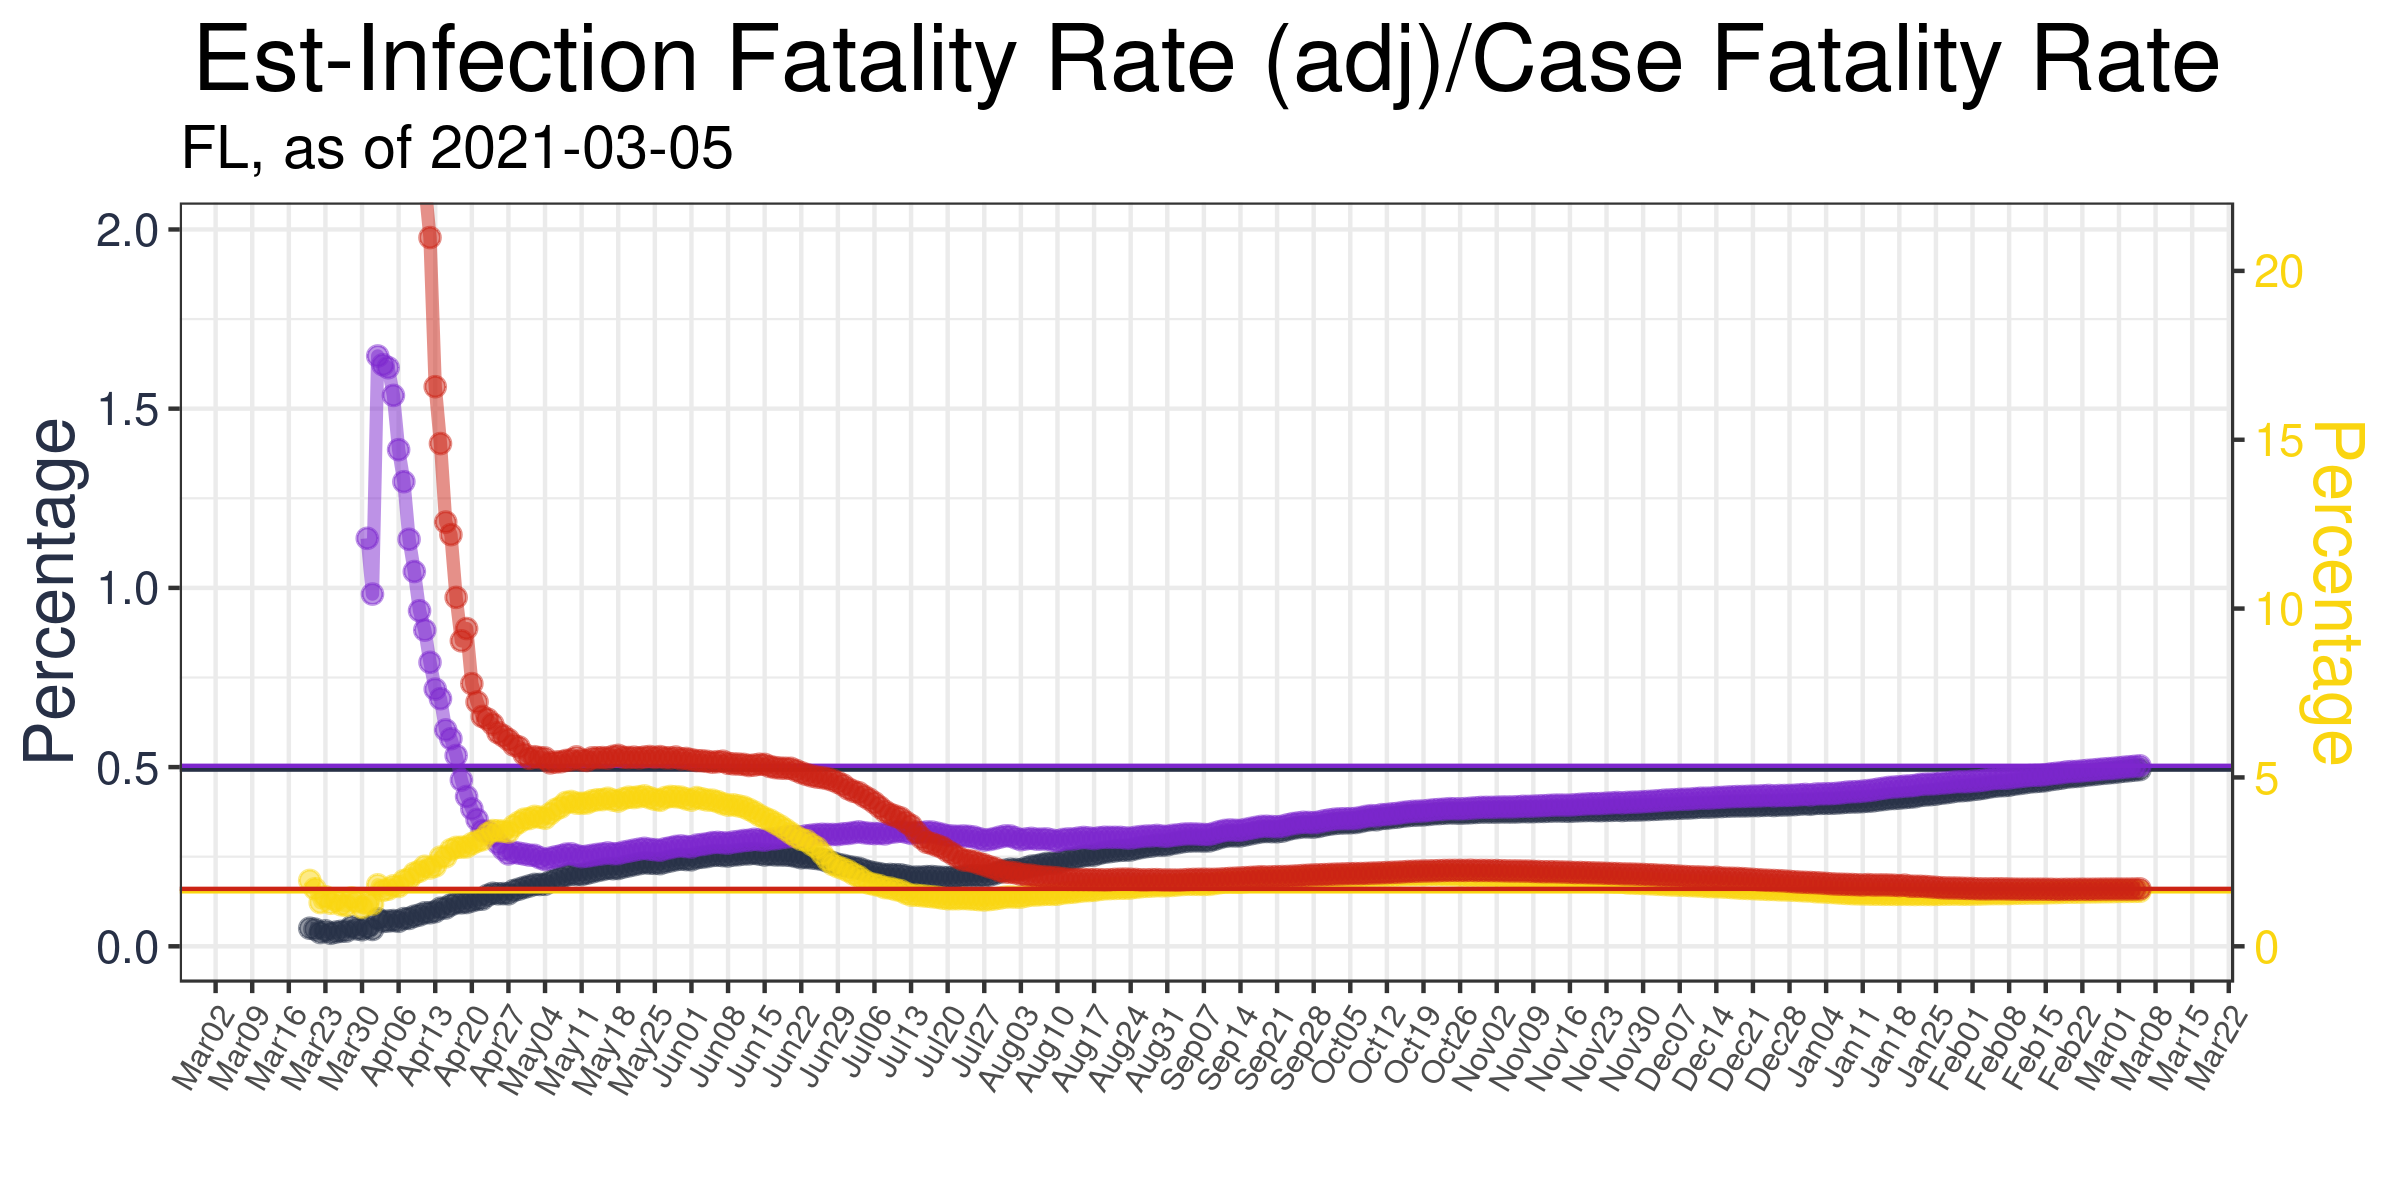 Est-Infection Fatality Rate (adj)/Case Fatality Rate
FL, as of 2021-03-05
Percentage
2.0
1.5
1.0
0.5
0.0
20
15
10
5
0
Percentage
Mar02
Mar09
Mar16
Mar23
Mar30
Apr06
Apr13
Apr20
Apr27
May04
May11
May18
May25
Jun01
Jun08
Jun15
Jun22
Jun29
Jul06
Jul13
Jul20
Jul27
Aug03
Aug10
Aug17
Aug24
Aug31
Sep07
Sep14
Sep21
Sep28
Oct05
Oct12
Oct19
Oct26
Nov02
Nov09
Nov16
Nov23
Nov30
Dec07
Dec14
Dec21
Dec28
Dec04
Jan11
Jan18
Jan25
Feb01
Feb08
Feb15
Feb22
Mar01
Mar08
Mar15
Mar22